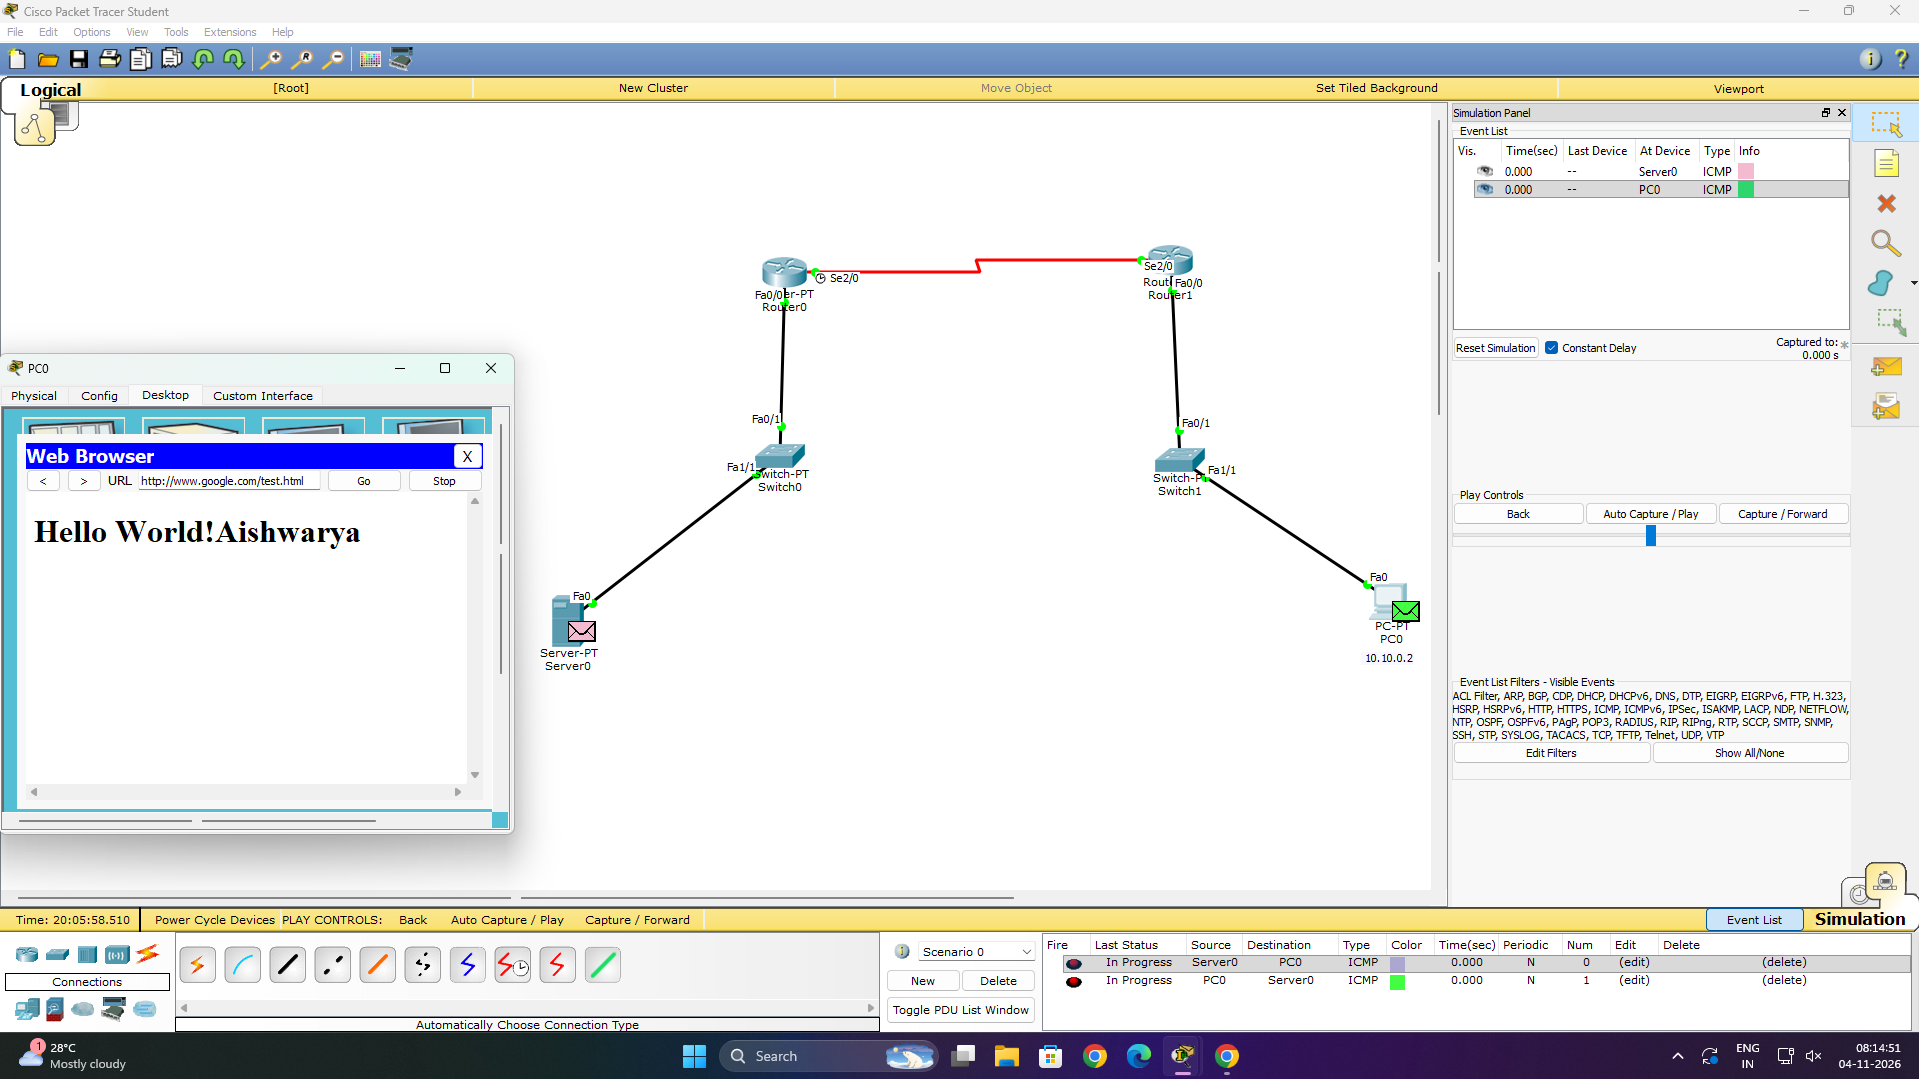 Cisco Packet Tracer Student
File Edit Options View Tools Extensions Help
Logical [Root] New Cluster Move Object Set Tiled Background Viewport
Simulation Panel
Event List
Vis. Time(sec) Last Device At Device Type Info
0.000 -- Server0 ICMP
0.000 -- PC0 ICMP
Reset Simulation Constant Delay Captured to: *
0.000 s
Play Controls
Back Auto Capture / Play Capture / Forward
Event List Filters - Visible Events
ACL Filter, ARP, BGP, CDP, DHCP, DHCPv6, DNS, DTP, EIGRP, EIGRPv6, FTP, H.323,
HSRP, HSRPv6, HTTP, HTTPS, ICMP, ICMPv6, IPSec, ISAKMP, LACP, NDP, NETFLOW,
NTP, OSPF, OSPFv6, PAgP, POP3, RADIUS, RIP, RIPng, RTP, SCCP, SMTP, SNMP,
SSH, STP, SYSLOG, TACACS, TCP, TFTP, Telnet, UDP, VTP
Edit Filters Show All/None
Se2/0
Fa0/0 er-PT
Router0
Se2/0
Rout Fa0/0
Router1
Fa0/1
Fa1/1
witch-PT
Switch0
Fa0/1
Fa1/1
Switch-P
Switch1
Fa0
Server-PT
Server0
Fa0
PC-PT
PC0
10.10.0.2
PC0
Physical Config Desktop Custom Interface
Web Browser X
< > URL http://www.google.com/test.html Go Stop
Hello World!Aishwarya
Time: 20:05:58.510 Power Cycle Devices PLAY CONTROLS: Back Auto Capture / Play Capture / Forward Event List Simulation
Connections
Automatically Choose Connection Type
Scenario 0
New Delete
Toggle PDU List Window
Fire Last Status Source Destination Type Color Time(sec) Periodic Num Edit Delete
In Progress Server0 PC0 ICMP 0.000 N 0 (edit) (delete)
In Progress PC0 Server0 ICMP 0.000 N 1 (edit) (delete)
1
28°C
Mostly cloudy
Search
ENG
IN
08:14:51
04-11-2026